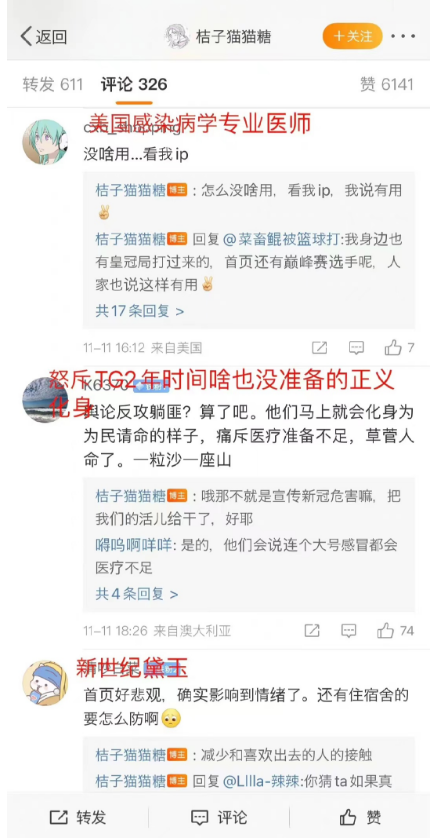 返回
桔子猫猫糖
+关注
转发 611 评论 326
赞 6141
美国感染病学专业医师
没啥用...看我ip
桔子猫猫糖博主：怎么没啥用，看我ip，我说有用
✌️
桔子猫猫糖博主 回复@菜畜鲲被篮球打:我身边也
有皇冠局打过来的，首页还有巅峰赛选手呢，人
家也说这样有用✌️
共17条回复 >
11-11 16:12 来自美国
7
怒斥TG2年时间啥也没准备的正义
化身
舆论反攻躺匪？算了吧。他们马上就会化身为
为民请命的样子，痛斥医疗准备不足，草菅人
命了。一粒沙一座山
桔子猫猫糖博主：哦那不就是宣传新冠危害嘛，把
我们的活儿给干了，好耶
嘚呜啊咩咩: 是的，他们会说连个大号感冒都会
医疗不足
共4条回复 >
11-11 18:26 来自澳大利亚
74
新世纪黛玉
首页好悲观，确实影响到情绪了。还有住宿舍的
要怎么防啊🥺
桔子猫猫糖博主：减少和喜欢出去的人的接触
桔子猫猫糖博主 回复@LIlla-辣辣:你猜ta如果真
转发
评论
赞